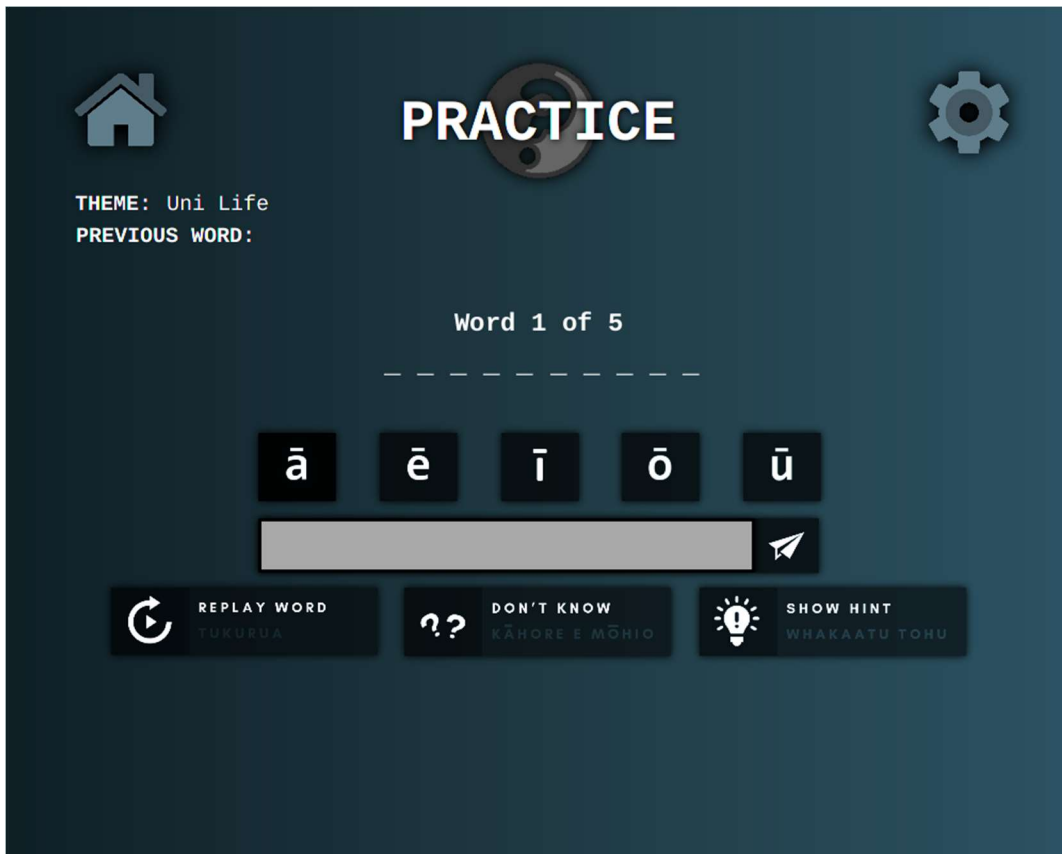 PRACTICE
THEME: Uni Life
PREVIOUS WORD:
Word 1 of 5
_ _ _ _ _ _ _ _ _ _
ā ē ī ō ū
REPLAY WORD
TUKURUA
??
DON'T KNOW
KĀHORE E MŌHIO
SHOW HINT
WHAKAATU TOHU